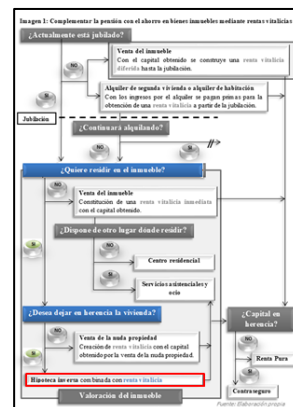 Imagen 1: Complementar la pensión con el ahorro en bienes inmuebles mediante rentas vitalicias
¿Actualmente está jubilado?
NO
Venta del inmueble
Con el capital obtenido se constituye una renta vitalicia
diferida hasta la jubilación.
SI
Alquiler de segunda vivienda o alquiler de habitación
Con los ingresos por el alquiler se pagan primas para la
obtención de una renta vitalicia a partir de la jubilación.
Jubilación
¿Continuará alquilando?
NO
SI
¿Quiere residir en el inmueble?
NO
Venta del inmueble
Constitución de una renta vitalicia inmediata
con el capital obtenido.
¿Dispone de otro lugar dónde residir?
NO
Centro residencial
SI
SI
Servicios asistenciales y
ocio
¿Desea dejar en herencia la vivienda?
¿Capital en
herencia?
NO
Venta de la nuda propiedad
Creación de renta vitalicia con el capital
obtenido por la venta de la nuda propiedad.
NO
Renta Pura
SI
SI
Hipoteca inversa combinada con renta vitalicia
Contraseguro
Valoración del inmueble
Fuente: Elaboración propia